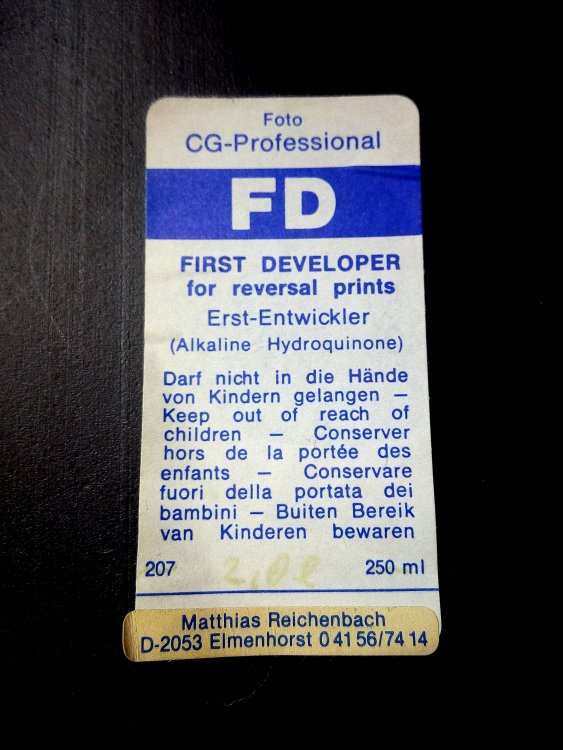 Foto
CG-Professional
FD
FIRST DEVELOPER
for reversal prints
Erst-Entwickler
(Alkaline Hydroquinone)
Darf nicht in die Hände
von Kindern gelangen –
Keep out of reach of
children – Conserver
hors de la portée des
enfants – Conservare
fuori della portata dei
bambini – Buiten Bereik
van Kinderen bewaren
207 2,0 l 250 ml
Matthias Reichenbach
D-2053 Elmenhorst 0 41 56/74 14